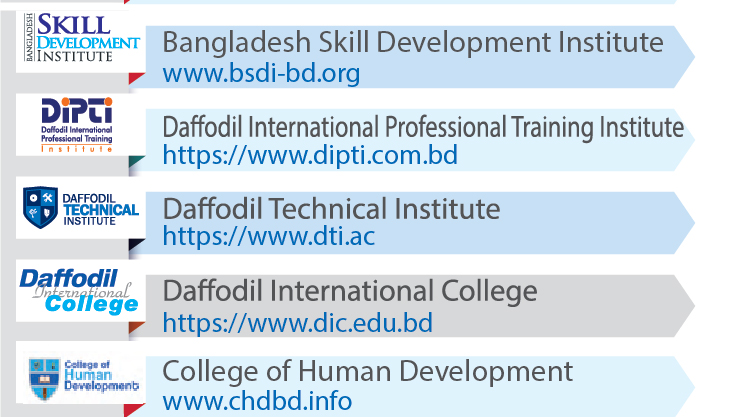 BANGLADESH
SKILL
DEVELOPMENT
INSTITUTE
Bangladesh Skill Development Institute
www.bsdi-bd.org
DIPTI
Daffodil International
Professional Training
Institute
Daffodil International Professional Training Institute
https://www.dipti.com.bd
DAFFODIL
TECHNICAL
INSTITUTE
Daffodil Technical Institute
https://www.dti.ac
Daffodil
International
College
Daffodil International College
https://www.dic.edu.bd
College of
Human
Development
College of Human Development
www.chdbd.info